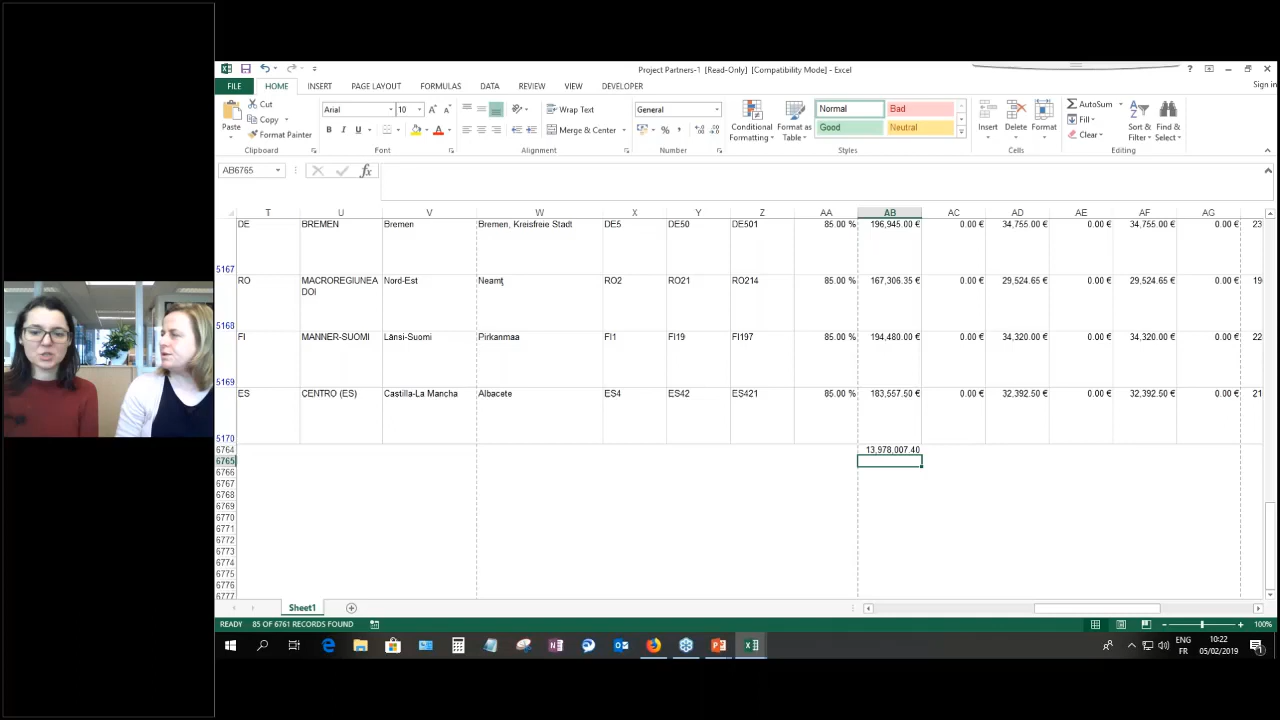 Project Partners-1 [Read-Only] [Compatibility Mode] - Excel
Sign in
FILE HOME INSERT PAGE LAYOUT FORMULAS DATA REVIEW VIEW DEVELOPER
Paste
Cut
Copy
Format Painter
Clipboard
Arial 10
B I U
Font
Wrap Text
Merge & Center
Alignment
General
Number
Conditional Formatting
Format as Table
Normal Bad
Good Neutral
Styles
Insert Delete Format
Cells
AutoSum
Fill
Clear
Sort & Filter
Find & Select
Editing
AB6765
fx
T U V W X Y Z AA AB AC AD AE AF AG
DE BREMEN Bremen Bremen, Kreisfreie Stadt DE5 DE50 DE501 85.00 % 196,945.00 € 0.00 € 34,755.00 € 0.00 € 34,755.00 € 0.00 € 23
5167
RO MACROREGIUNEA Nord-Est Neamţ RO2 RO21 RO214 85.00 % 167,306.35 € 0.00 € 29,524.65 € 0.00 € 29,524.65 € 0.00 € 19
DOI
5168
FI MANNER-SUOMI Länsi-Suomi Pirkanmaa FI1 FI19 FI197 85.00 % 194,480.00 € 0.00 € 34,320.00 € 0.00 € 34,320.00 € 0.00 € 22
5169
ES CENTRO (ES) Castilla-La Mancha Albacete ES4 ES42 ES421 85.00 % 183,557.50 € 0.00 € 32,392.50 € 0.00 € 32,392.50 € 0.00 € 21
5170
6764 13,978,007.40
6765
6766
6767
6768
6769
6770
6771
6772
6773
6774
6775
6776
6777
Sheet1
READY 85 OF 6761 RECORDS FOUND 100%
ENG 10:22
FR 05/02/2019